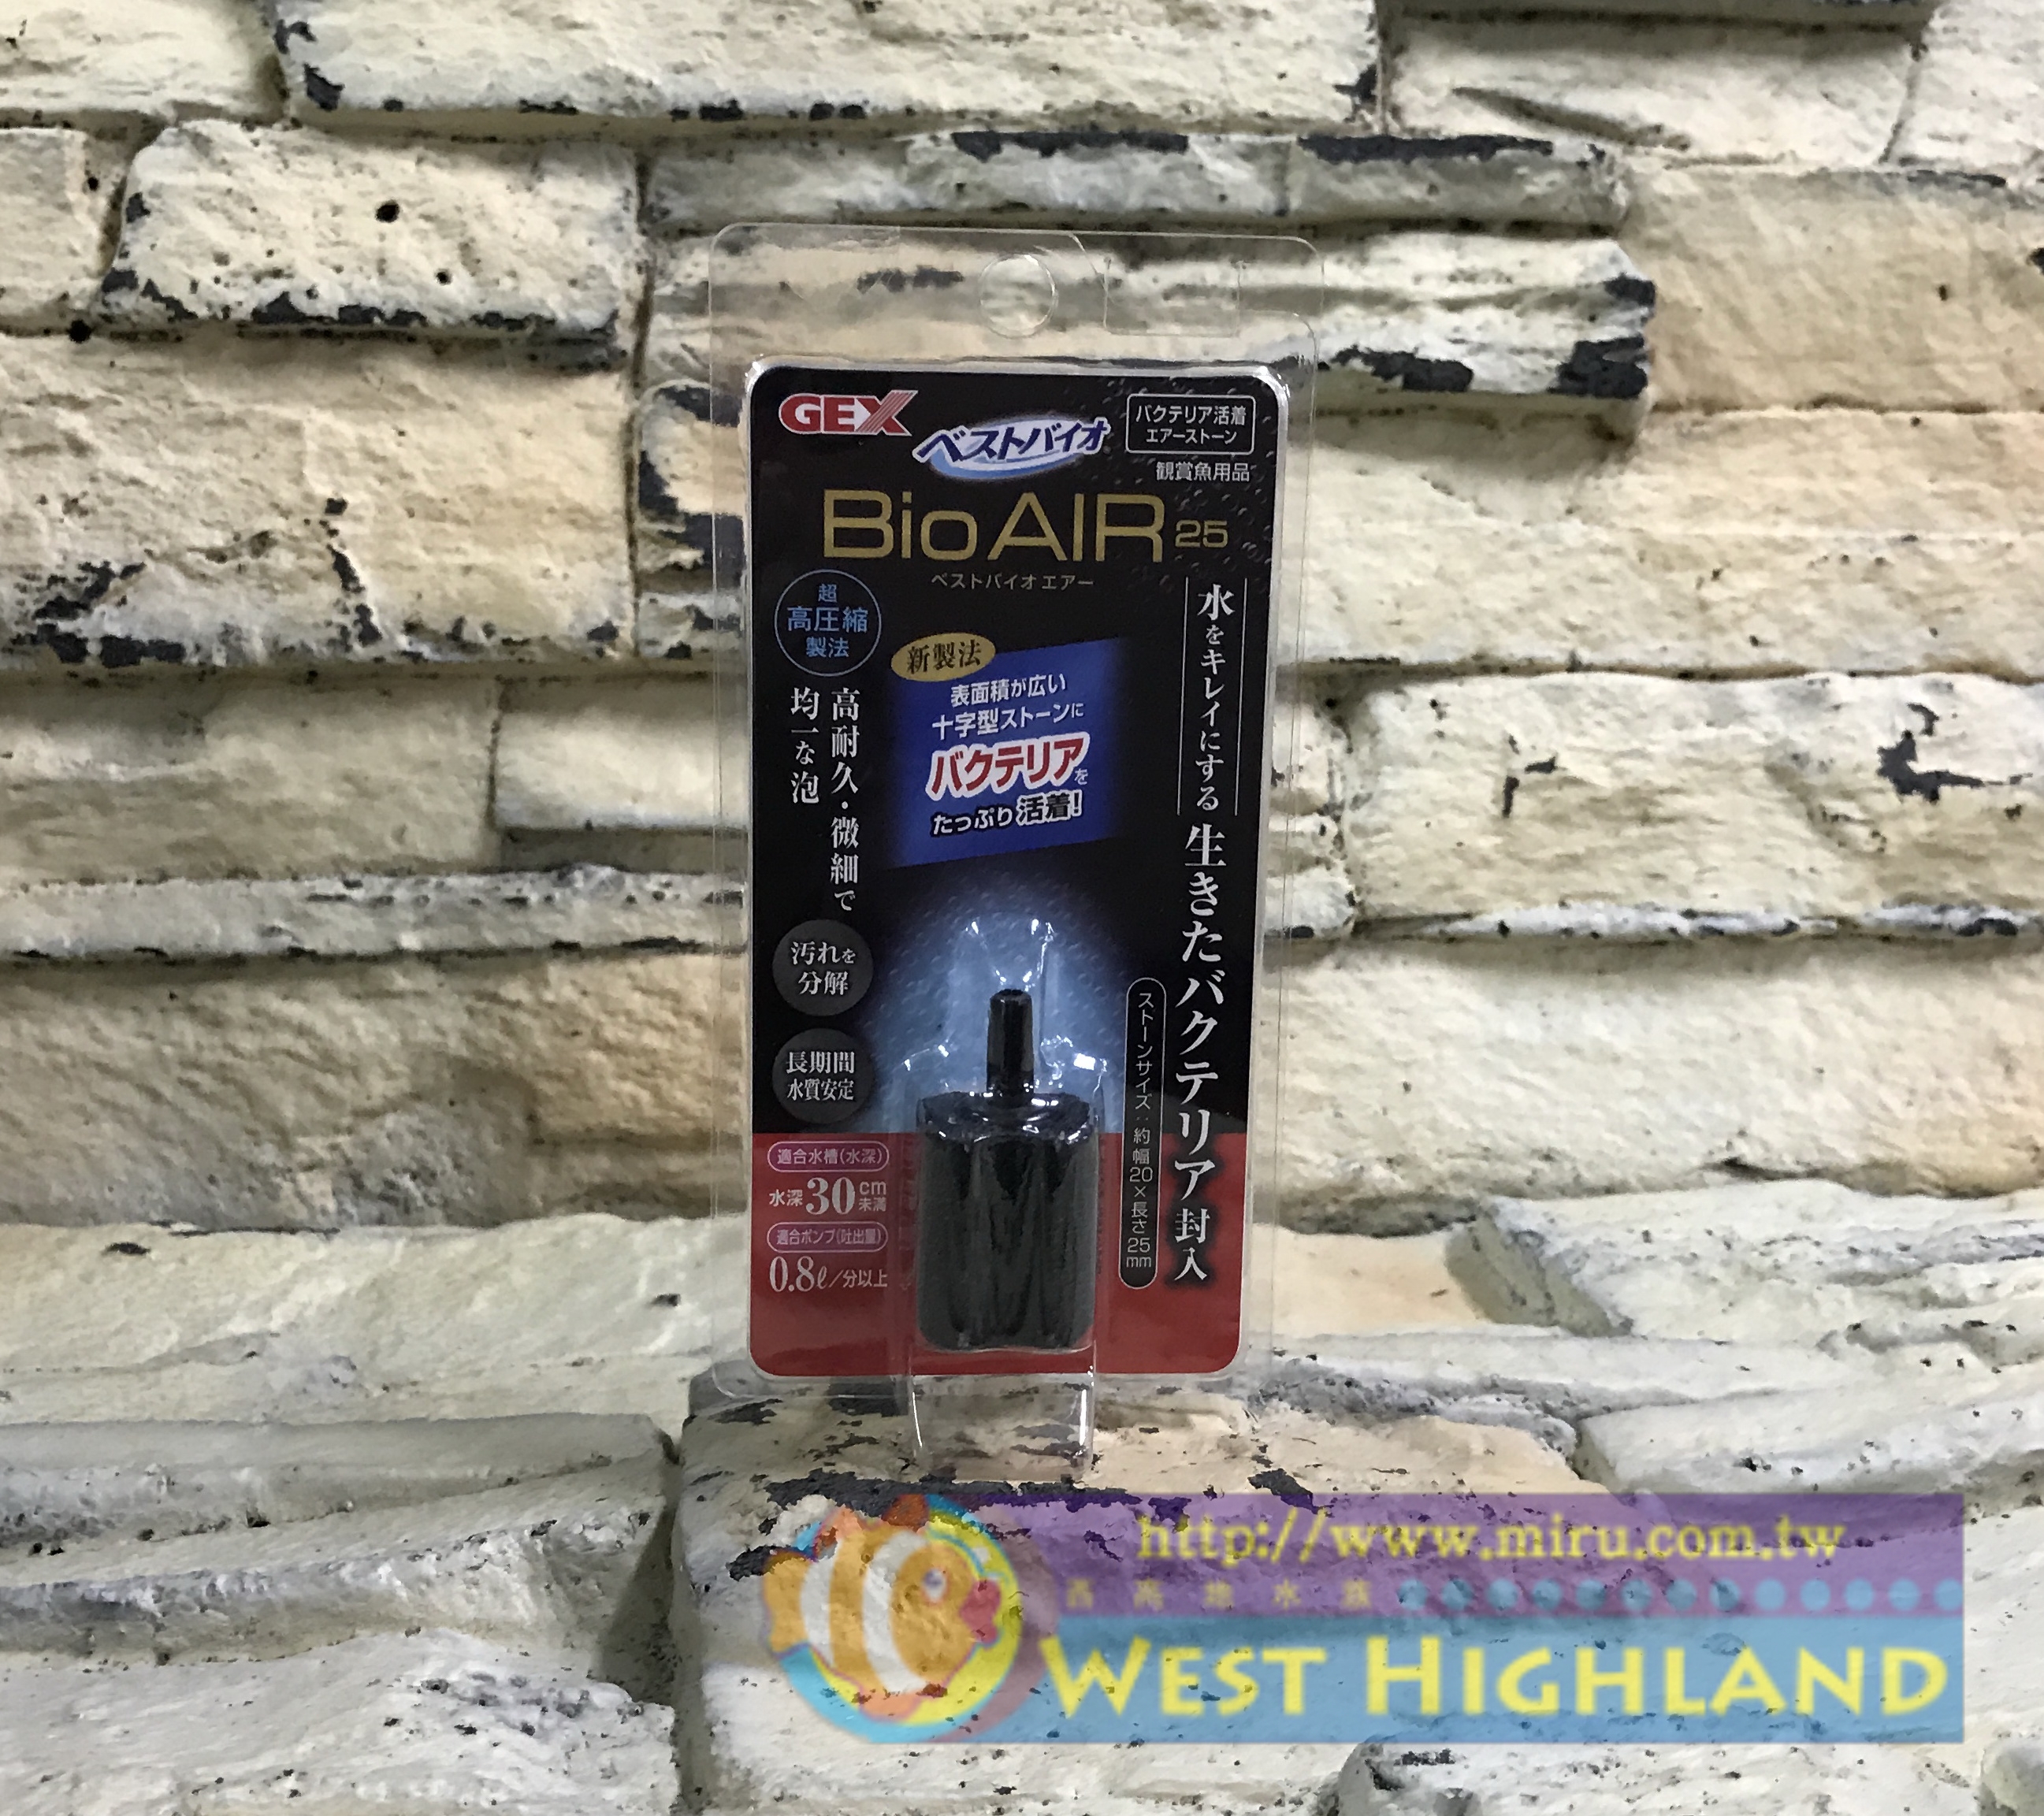 GEX
ベストバイオ
バクテリア活着
エアーストーン
観賞魚用品
BioAIR 25
ベストバイオエアー
超
高圧縮
製法
高耐久・微細で
均一な泡
新製法
表面積が広い
十字型ストーンに
バクテリアを
たっぷり活着!
水をキレイにする
生きたバクテリア封入
汚れを
分解
長期間
水質安定
ストーンサイズ:約幅20×長さ25mm
適合水槽(水深)
水深30cm未満
適合ポンプ(吐出量)
0.8ℓ/分以上
http://www.miru.com.tw
西高地水族
WEST HIGHLAND